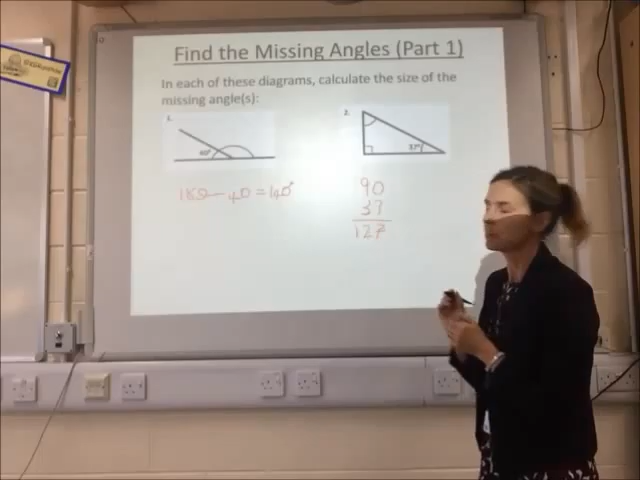 Find the Missing Angles (Part 1)
In each of these diagrams, calculate the size of the
missing angle(s):
1.
2.
40°
37°
180 - 40 = 140°
90
37
127